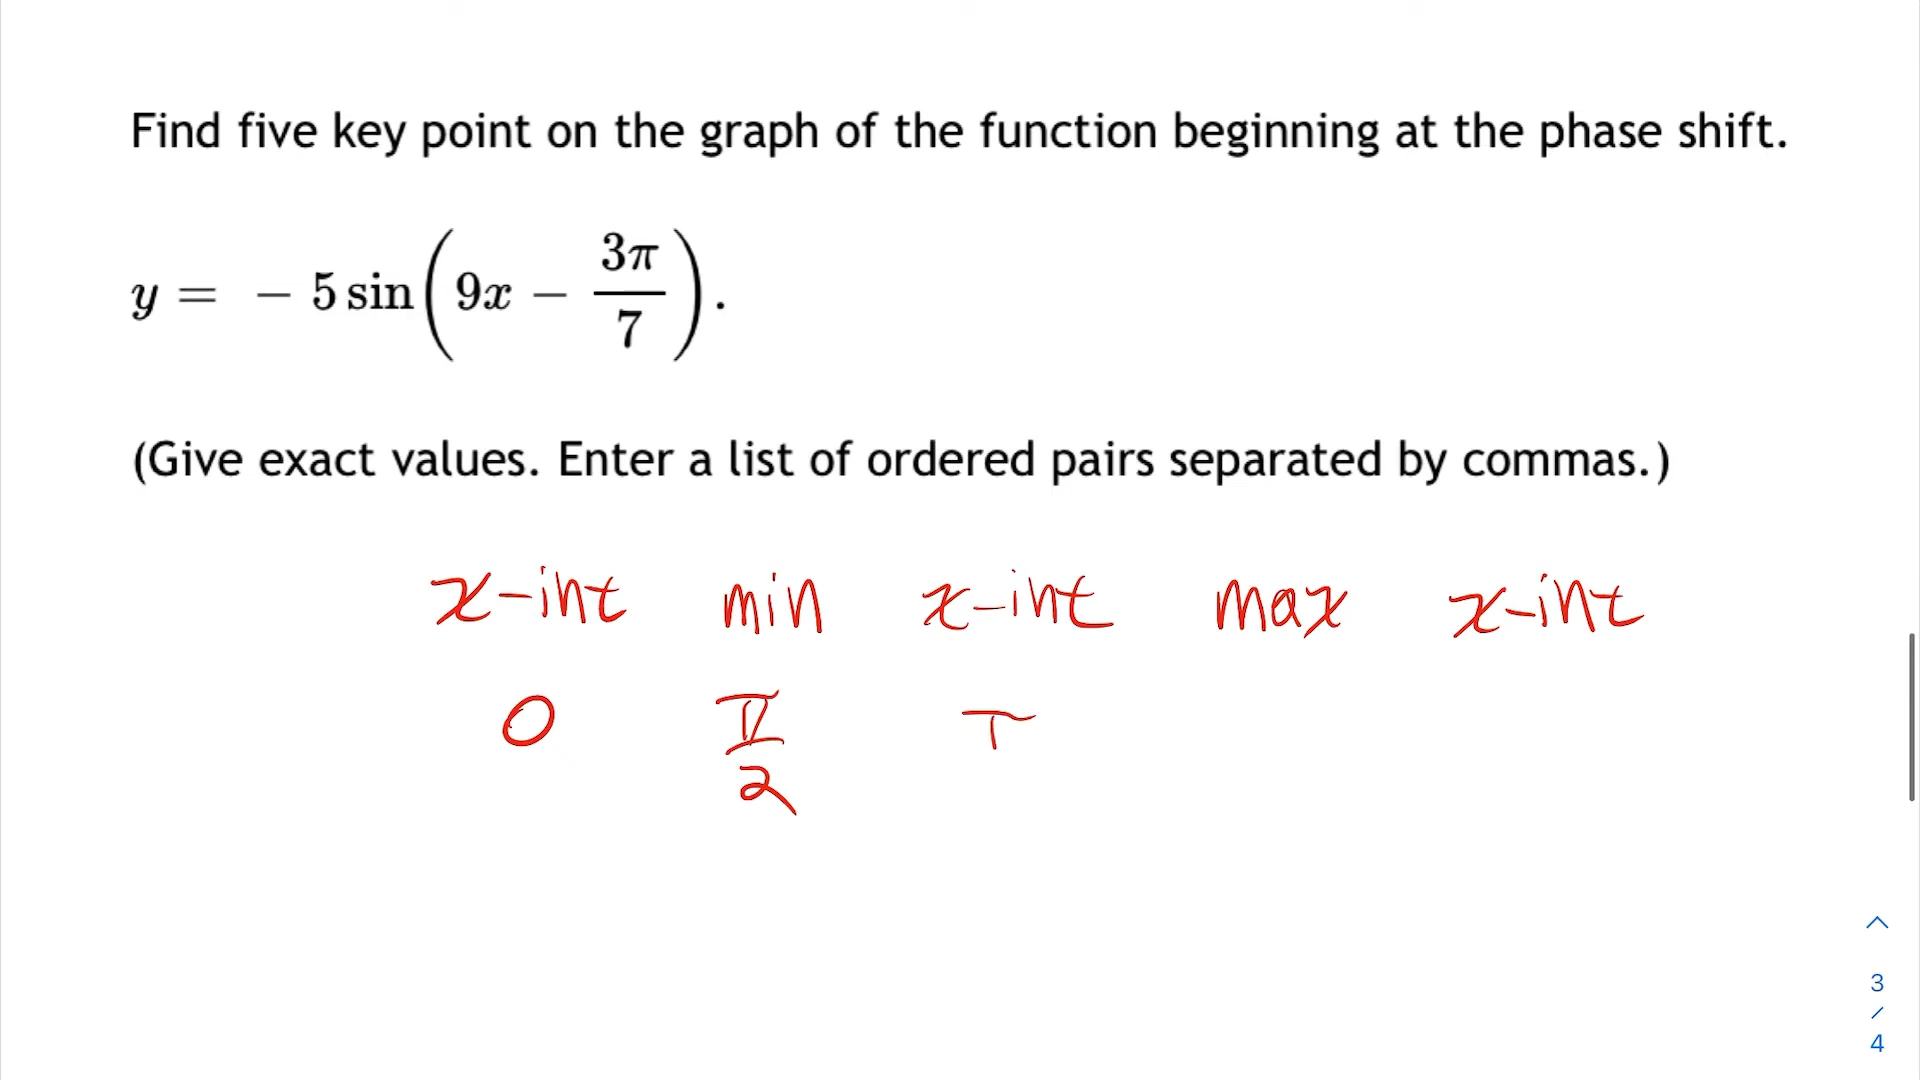 Find five key point on the graph of the function beginning at the phase shift.
y = − 5 sin(9x − 3π/7).
(Give exact values. Enter a list of ordered pairs separated by commas.)
x-int min x-int max x-int
0 π/2
3
/
4